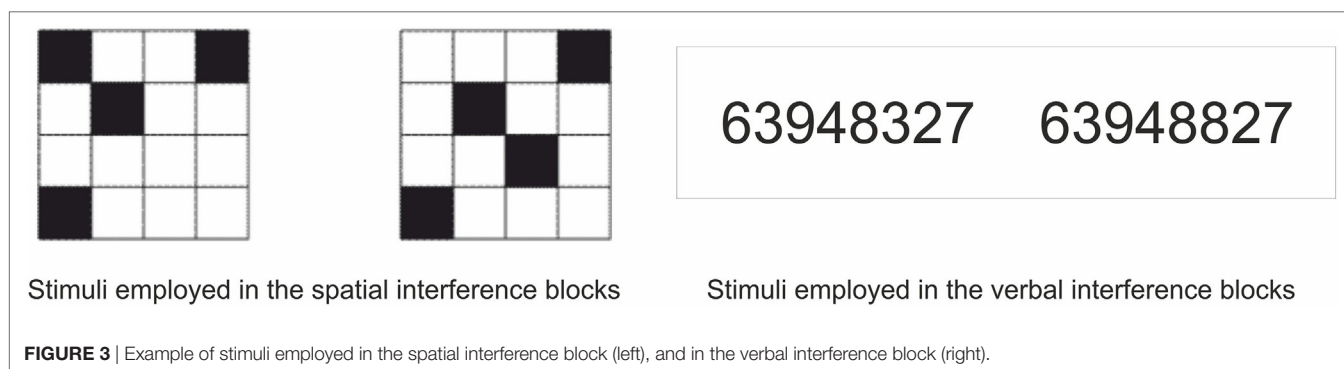 63948327 63948827
Stimuli employed in the spatial interference blocks
Stimuli employed in the verbal interference blocks
FIGURE 3 | Example of stimuli employed in the spatial interference block (left), and in the verbal interference block (right).